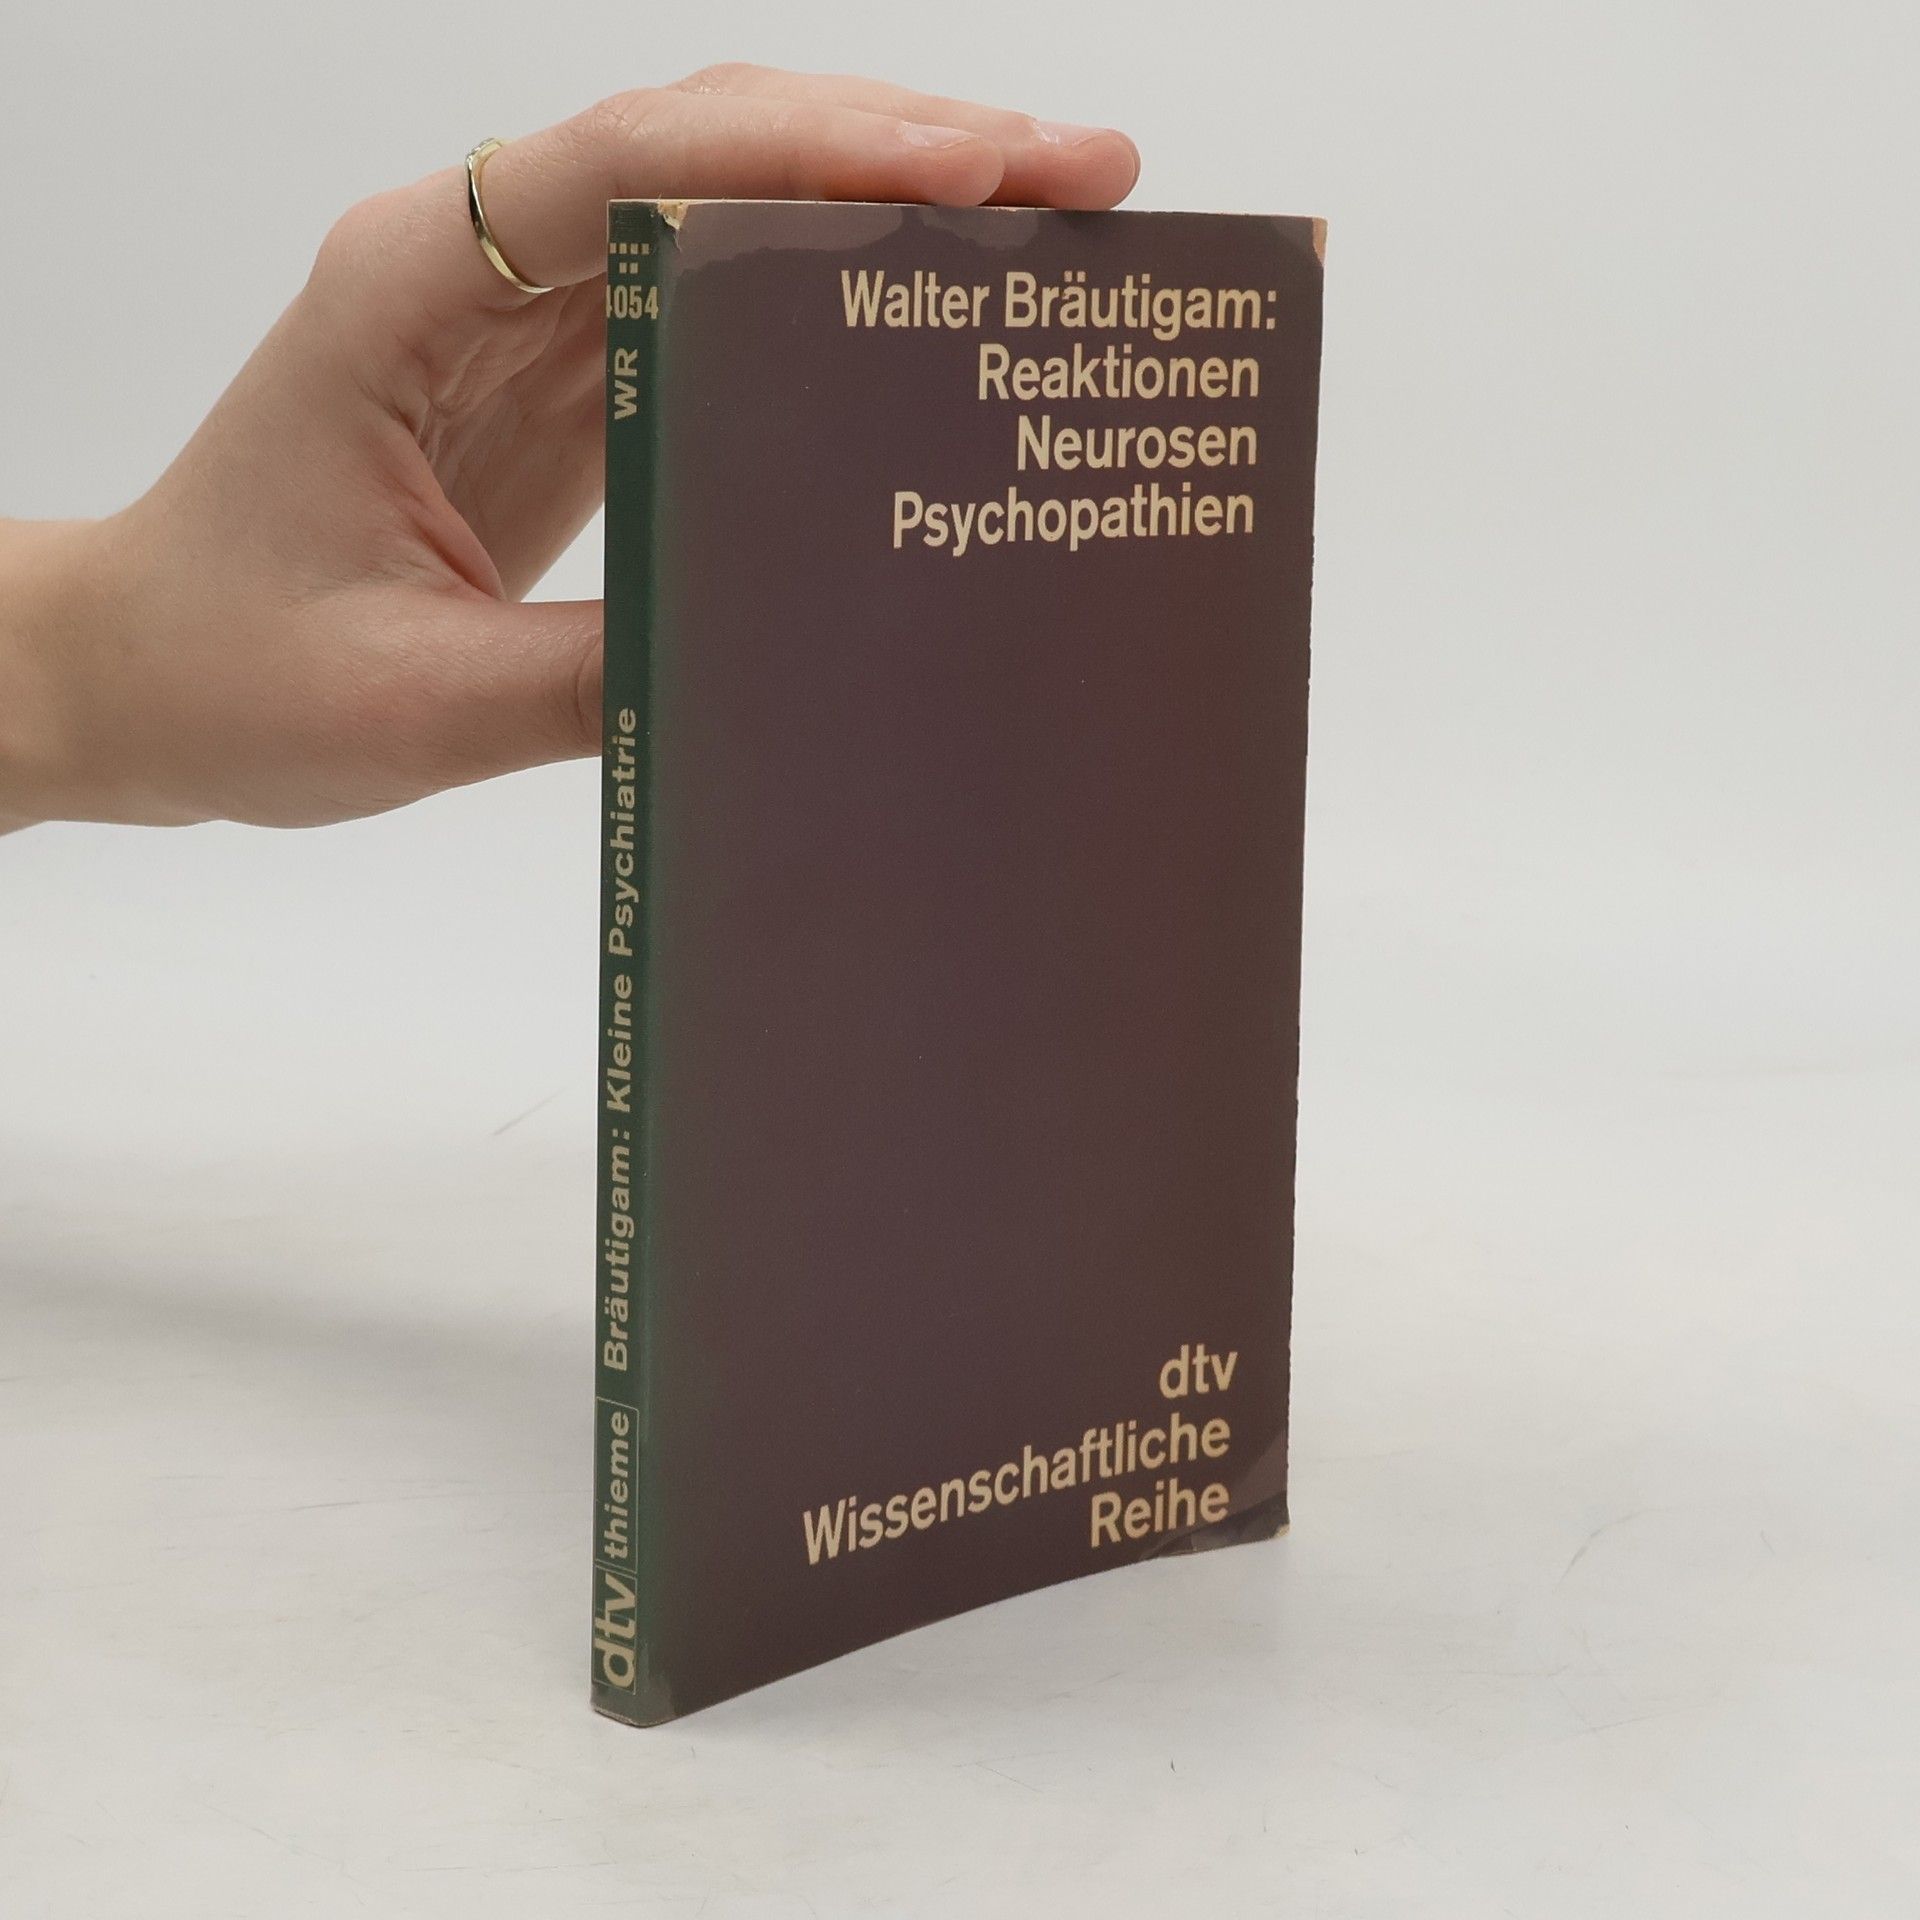 Walter Bräutigam:
Reaktionen
Neurosen
Psychopathien
dtv
Wissenschaftliche
Reihe
4054
WR
Bräutigam: Kleine Psychiatrie
dtv thieme